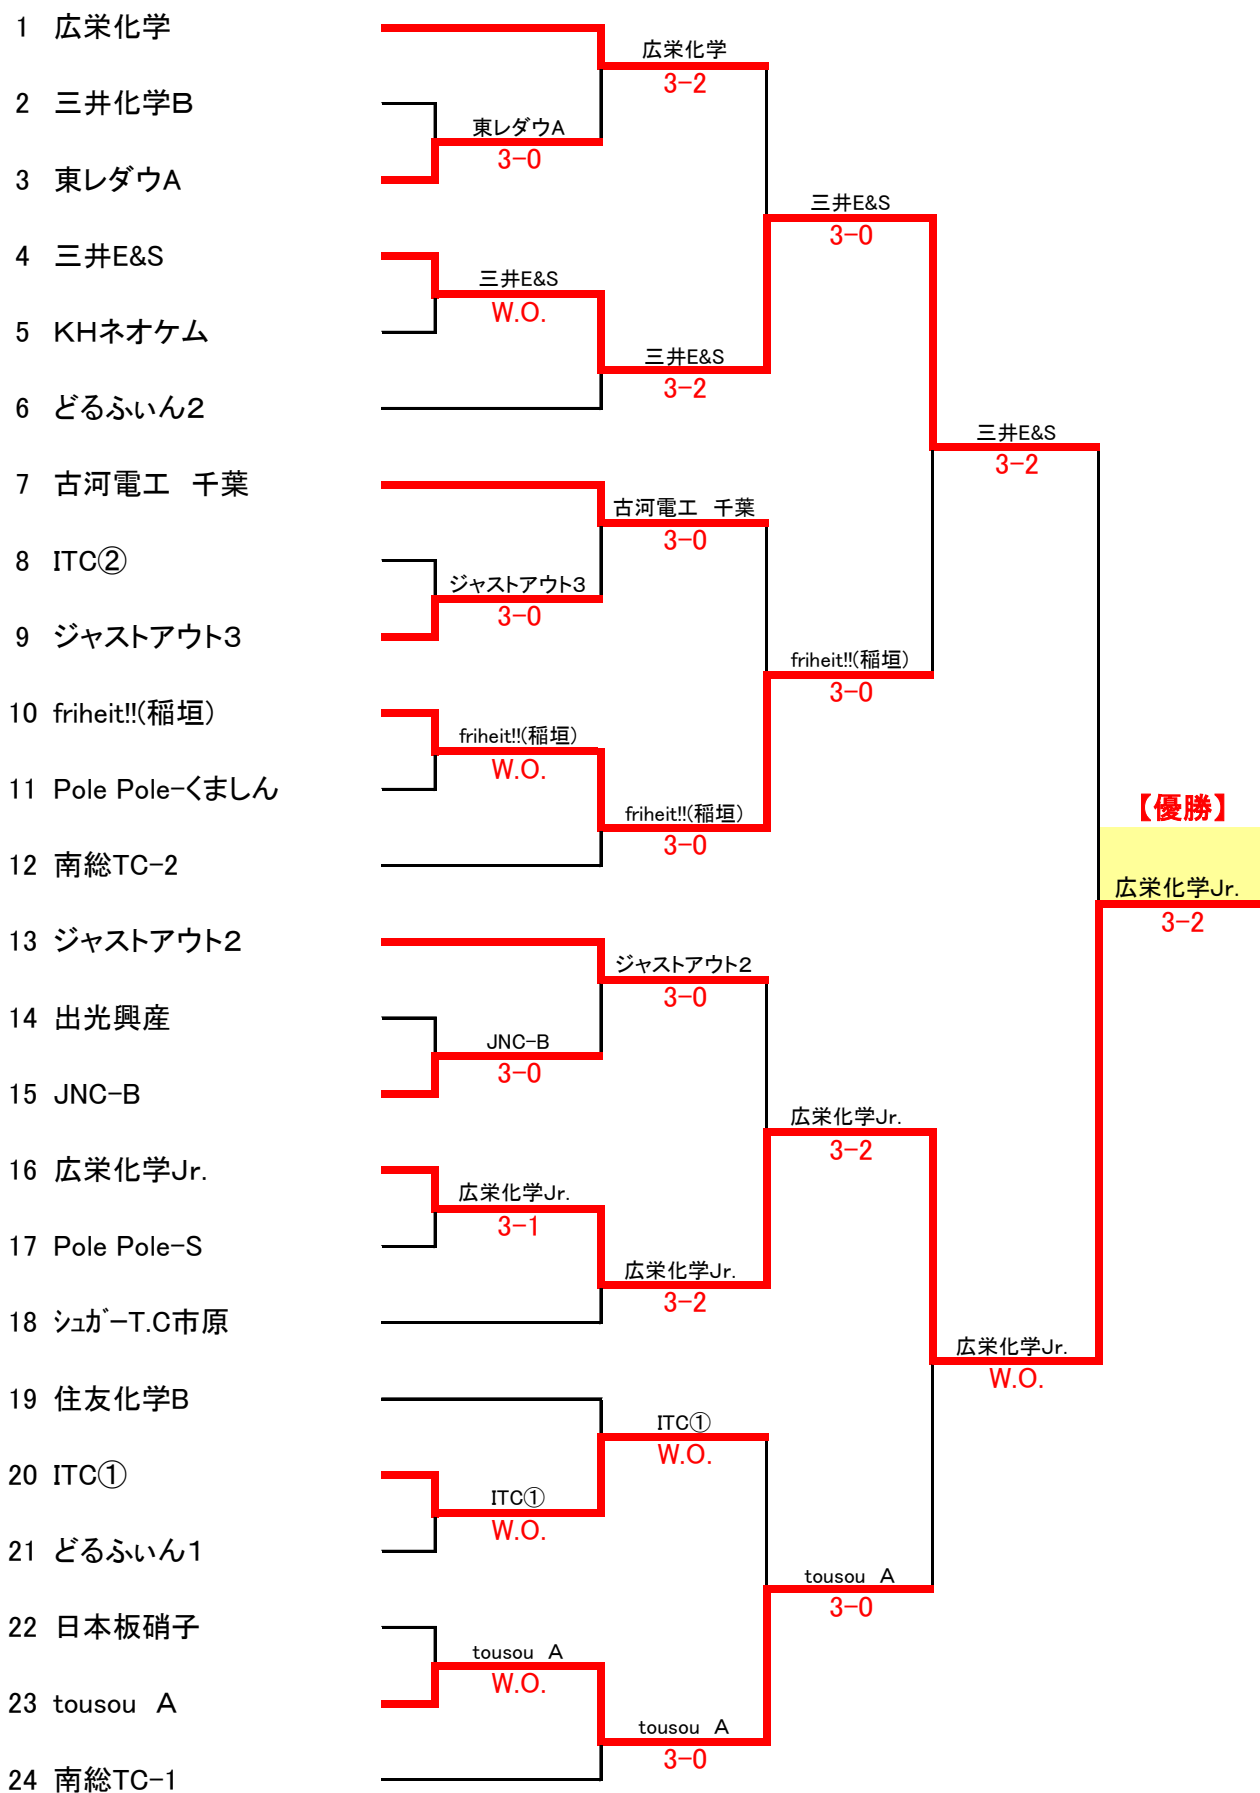 1 広栄化学
広栄化学
3-2
2 三井化学B
東レダウA
3-0
3 東レダウA
三井E&S
3-0
4 三井E&S
三井E&S
W.O.
5 KHネオケム
三井E&S
3-2
6 どるふぃん2
三井E&S
3-2
7 古河電工　千葉
古河電工　千葉
3-0
8 ITC②
ジャストアウト3
3-0
9 ジャストアウト3
friheit!!(稲垣)
3-0
10 friheit!!(稲垣)
friheit!!(稲垣)
W.O.
11 Pole Pole-くましん
【優勝】
friheit!!(稲垣)
3-0
12 南総TC-2
広栄化学Jr.
3-2
13 ジャストアウト2
ジャストアウト2
3-0
14 出光興産
JNC-B
3-0
15 JNC-B
広栄化学Jr.
3-2
16 広栄化学Jr.
広栄化学Jr.
3-1
17 Pole Pole-S
広栄化学Jr.
3-2
18 ｼｭｶﾞｰT.C市原
広栄化学Jr.
W.O.
19 住友化学B
ITC①
W.O.
20 ITC①
ITC①
W.O.
21 どるふぃん1
tousou　A
3-0
22 日本板硝子
tousou　A
W.O.
23 tousou　A
tousou　A
3-0
24 南総TC-1